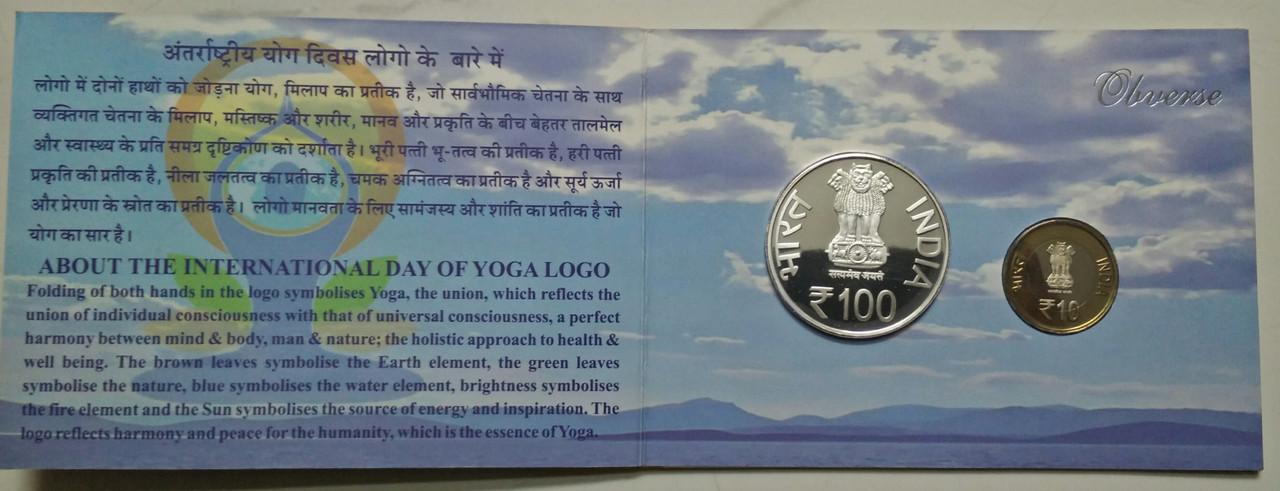 अंतर्राष्ट्रीय योग दिवस लोगो के बारे में
लोगो में दोनों हाथों को जोड़ना योग, मिलाप का प्रतीक है, जो सार्वभौमिक चेतना के साथ
व्यक्तिगत चेतना के मिलाप, मस्तिष्क और शरीर, मानव और प्रकृति के बीच बेहतर तालमेल
और स्वास्थ्य के प्रति समग्र दृष्टिकोण को दर्शाता है। भूरी पत्ती भू-तत्व की प्रतीक है, हरी पत्ती
प्रकृति की प्रतीक है, नीला जलतत्व का प्रतीक है, चमक अग्नितत्व का प्रतीक है और सूर्य ऊर्जा
और प्रेरणा के स्त्रोत का प्रतीक है। लोगो मानवता के लिए सामंजस्य और शांति का प्रतीक है जो
योग का सार है।
ABOUT THE INTERNATIONAL DAY OF YOGA LOGO
Folding of both hands in the logo symbolises Yoga, the union, which reflects the
union of individual consciousness with that of universal consciousness, a perfect
harmony between mind & body, man & nature; the holistic approach to health &
well being. The brown leaves symbolise the Earth element, the green leaves
symbolise the nature, blue symbolises the water element, brightness symbolises
the fire element and the Sun symbolises the source of energy and inspiration. The
logo reflects harmony and peace for the humanity, which is the essence of Yoga.
Obverse
भारत
INDIA
सत्यमेव जयते
₹100
भारत
INDIA
₹10